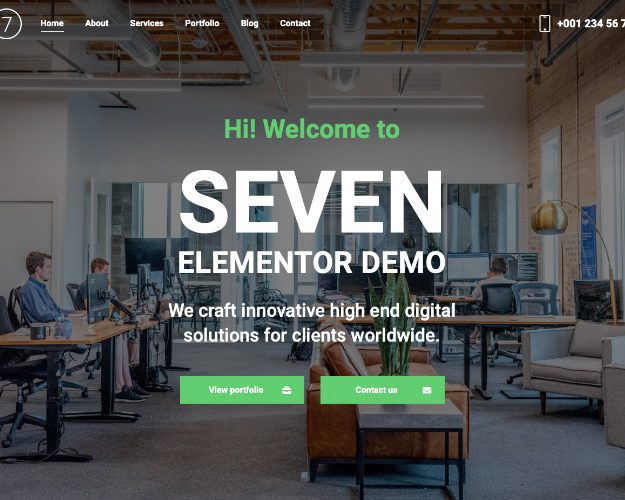 7
Home
About
Services
Portfolio
Blog
Contact
+001 234 56 7
Hi! Welcome to
SEVEN
ELEMENTOR DEMO
We craft innovative high end digital
solutions for clients worldwide.
View portfolio
Contact us